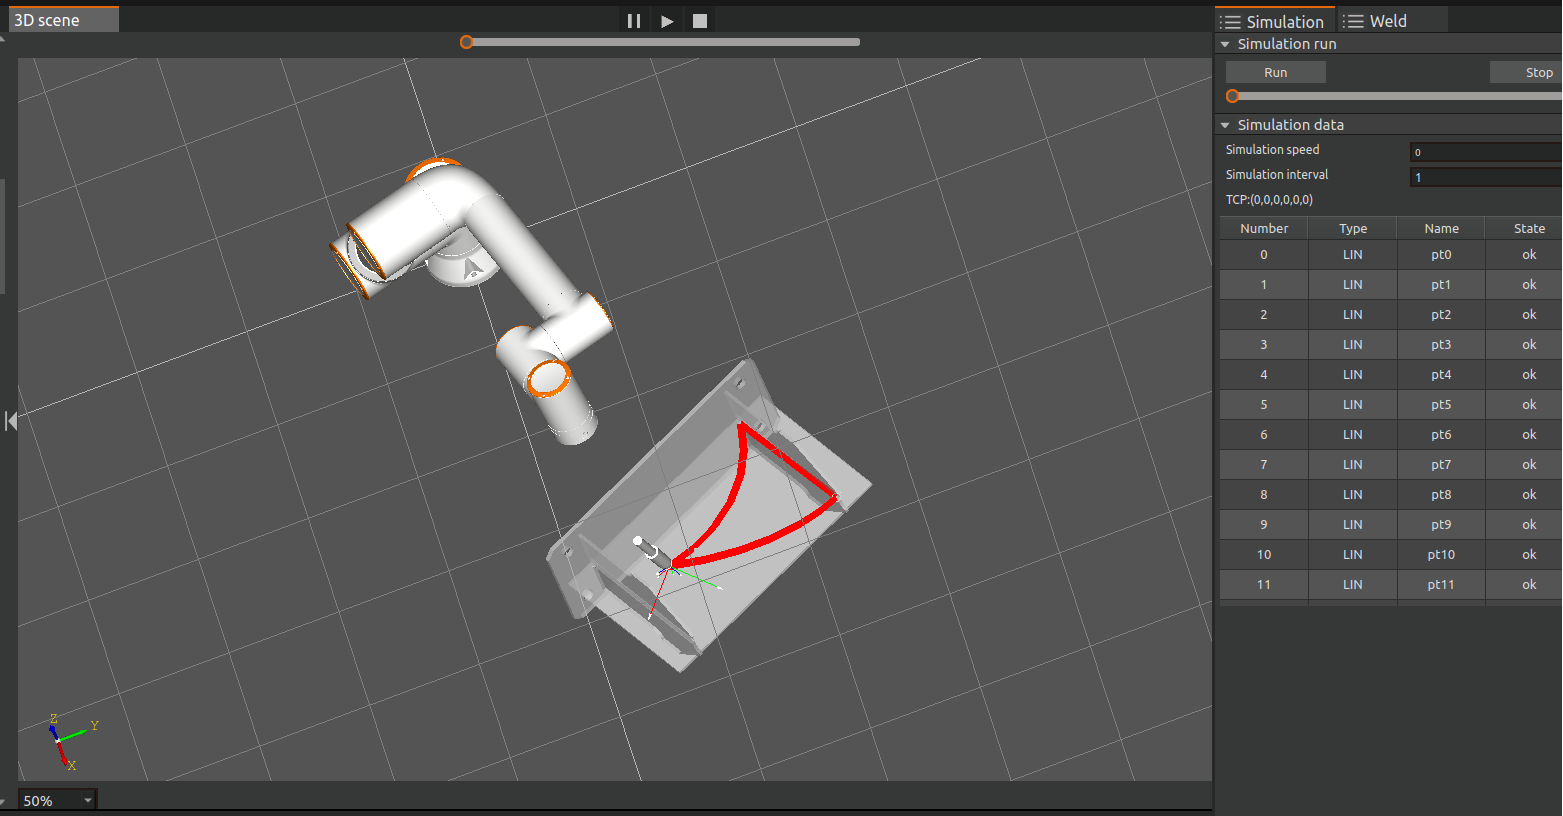 3D scene
Simulation
Weld
Simulation run
Run
Stop
Simulation data
Simulation speed
0
Simulation interval
1
TCP:(0,0,0,0,0,0)
Number Type Name State
0 LIN pt0 ok
1 LIN pt1 ok
2 LIN pt2 ok
3 LIN pt3 ok
4 LIN pt4 ok
5 LIN pt5 ok
6 LIN pt6 ok
7 LIN pt7 ok
8 LIN pt8 ok
9 LIN pt9 ok
10 LIN pt10 ok
11 LIN pt11 ok
Z
Y
X
50%